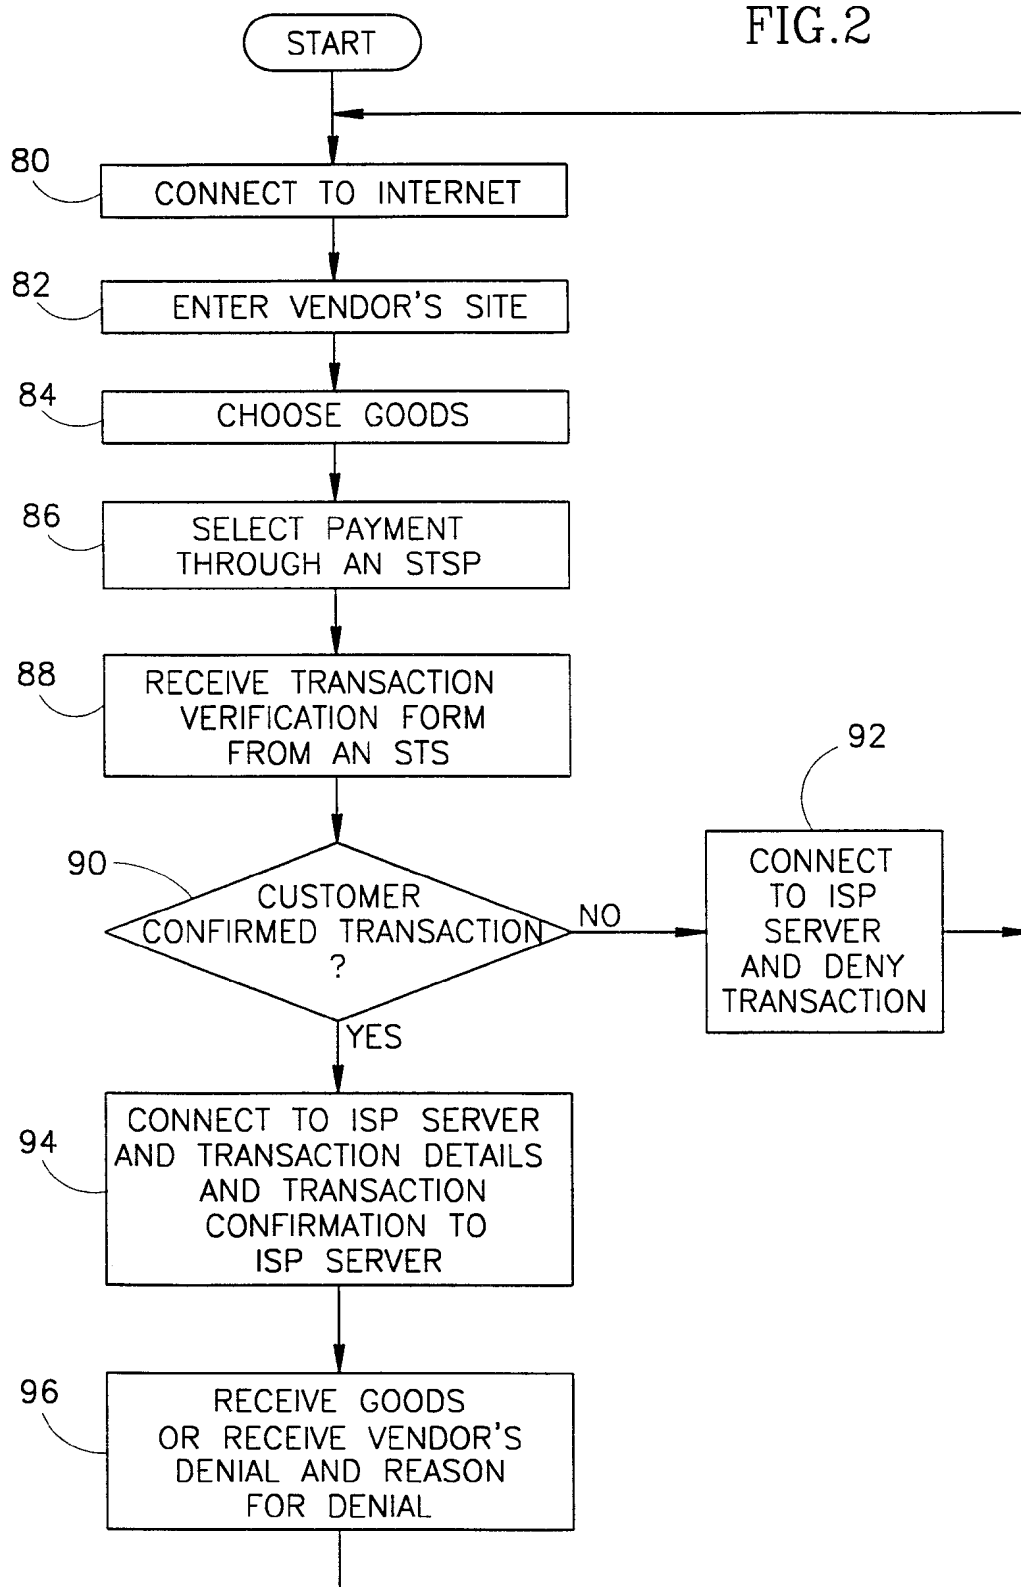 FIG.2
START
80
CONNECT TO INTERNET
82
ENTER VENDOR'S SITE
84
CHOOSE GOODS
86
SELECT PAYMENT
THROUGH AN STSP
88
RECEIVE TRANSACTION
VERIFICATION FORM
FROM AN STS
90
CUSTOMER
CONFIRMED TRANSACTION
?
NO
92
CONNECT
TO ISP
SERVER
AND DENY
TRANSACTION
YES
94
CONNECT TO ISP SERVER
AND TRANSACTION DETAILS
AND TRANSACTION
CONFIRMATION TO
ISP SERVER
96
RECEIVE GOODS
OR RECEIVE VENDOR'S
DENIAL AND REASON
FOR DENIAL